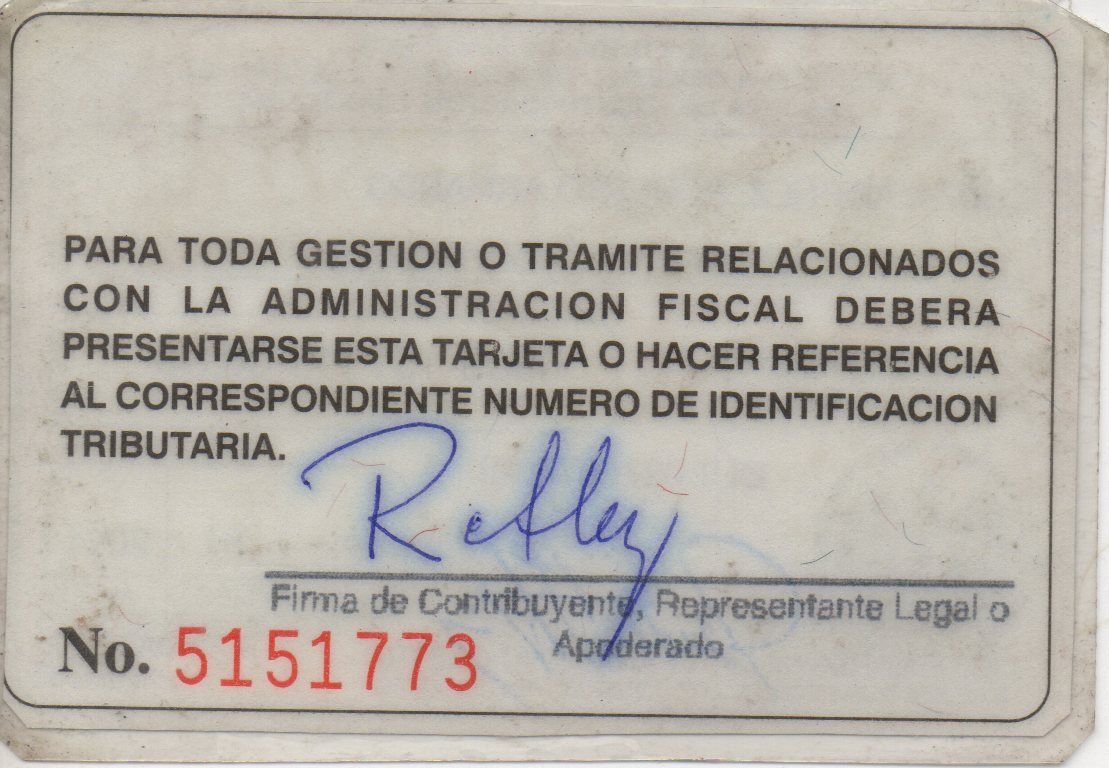 PARA TODA GESTION O TRAMITE RELACIONADOS
CON LA ADMINISTRACION FISCAL DEBERA
PRESENTARSE ESTA TARJETA O HACER REFERENCIA
AL CORRESPONDIENTE NUMERO DE IDENTIFICACION
TRIBUTARIA.
Firma de Contribuyente, Representante Legal o
Apoderado
No. 5151773